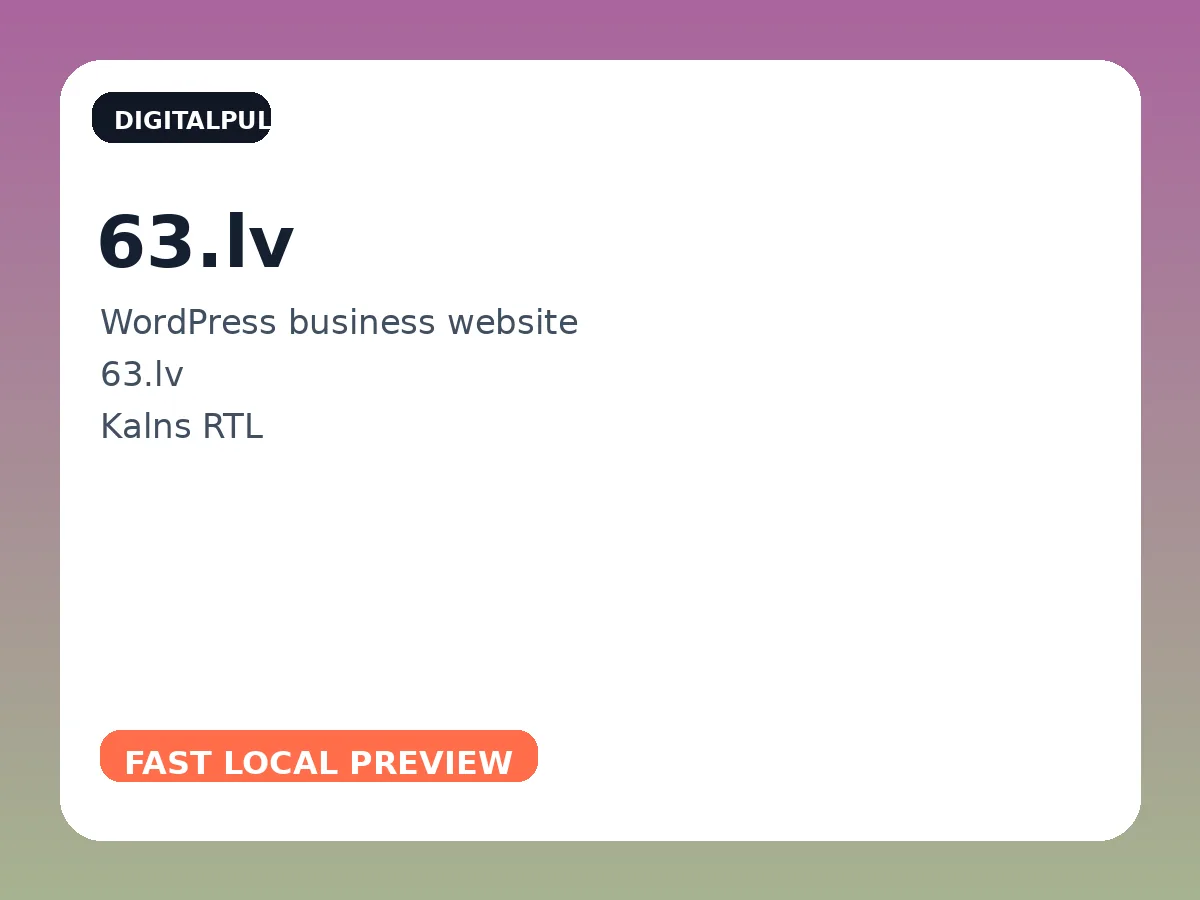 DIGITALPUL
63.lv
WordPress business website
63.lv
Kalns RTL
FAST LOCAL PREVIEW